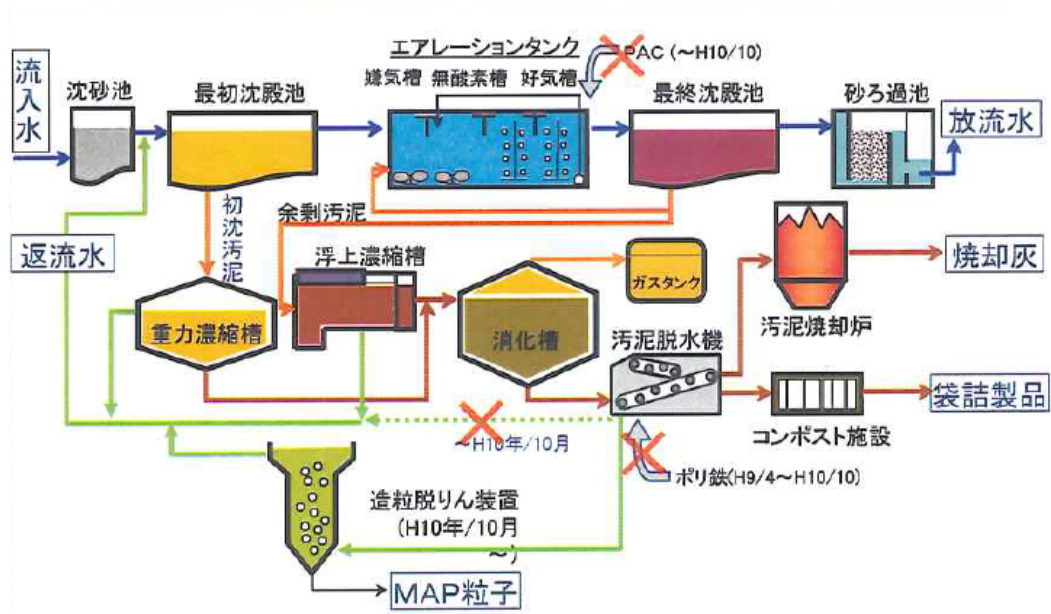 流入水
沈砂池
最初沈殿池
エアレーションタンク
嫌気槽 無酸素槽 好気槽
PAC (~H10/10)
最終沈殿池
砂ろ過池
放流水
初沈汚泥
余剰汚泥
返流水
重力濃縮槽
浮上濃縮槽
消化槽
ガスタンク
汚泥脱水機
汚泥焼却炉
焼却灰
コンポスト施設
袋詰製品
~H10年/10月
ポリ鉄(H9/4~H10/10)
造粒脱りん装置
(H10年/10月
~)
MAP粒子